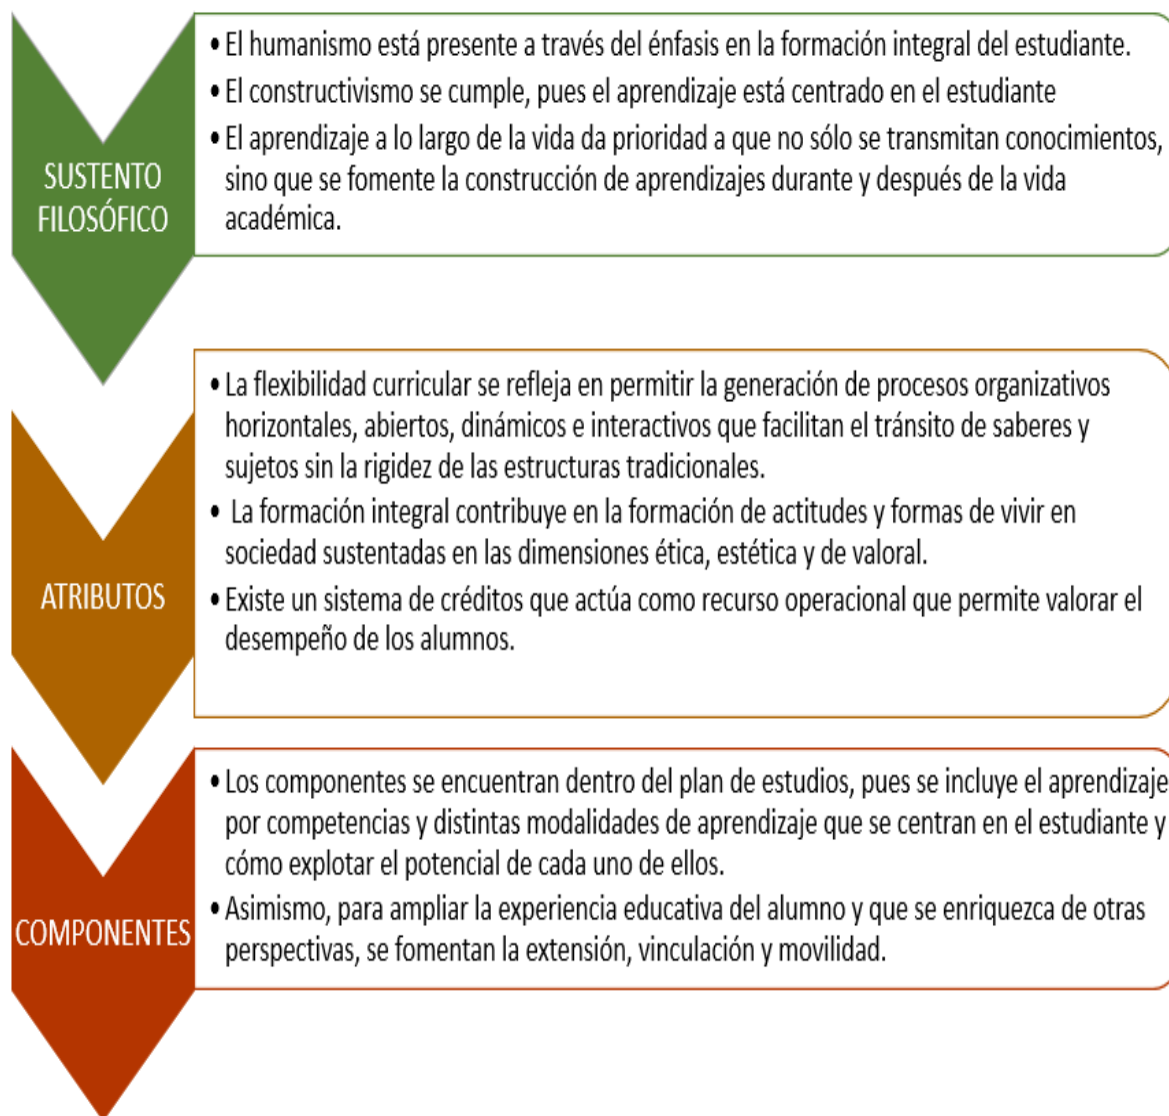 SUSTENTO
FILOSÓFICO
• El humanismo está presente a través del énfasis en la formación integral del estudiante.
• El constructivismo se cumple, pues el aprendizaje está centrado en el estudiante
• El aprendizaje a lo largo de la vida da prioridad a que no sólo se transmitan conocimientos,
sino que se fomente la construcción de aprendizajes durante y después de la vida
académica.
ATRIBUTOS
• La flexibilidad curricular se refleja en permitir la generación de procesos organizativos
horizontales, abiertos, dinámicos e interactivos que facilitan el tránsito de saberes y
sujetos sin la rigidez de las estructuras tradicionales.
• La formación integral contribuye en la formación de actitudes y formas de vivir en
sociedad sustentadas en las dimensiones ética, estética y de valoral.
• Existe un sistema de créditos que actúa como recurso operacional que permite valorar el
desempeño de los alumnos.
COMPONENTES
• Los componentes se encuentran dentro del plan de estudios, pues se incluye el aprendizaje
por competencias y distintas modalidades de aprendizaje que se centran en el estudiante y
cómo explotar el potencial de cada uno de ellos.
• Asimismo, para ampliar la experiencia educativa del alumno y que se enriquezca de otras
perspectivas, se fomentan la extensión, vinculación y movilidad.